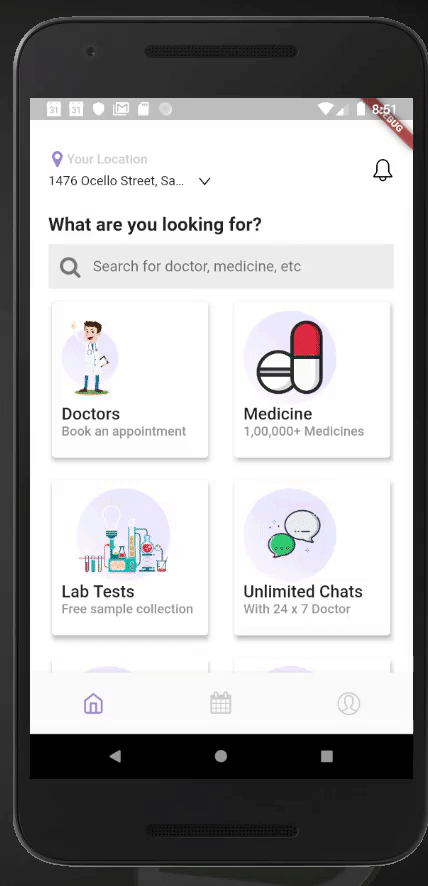 31
31
8:51
DEBUG
Your Location
1476 Ocello Street, Sa...
What are you looking for?
Search for doctor, medicine, etc
Doctors
Book an appointment
Medicine
1,00,000+ Medicines
Lab Tests
Free sample collection
Unlimited Chats
With 24 x 7 Doctor